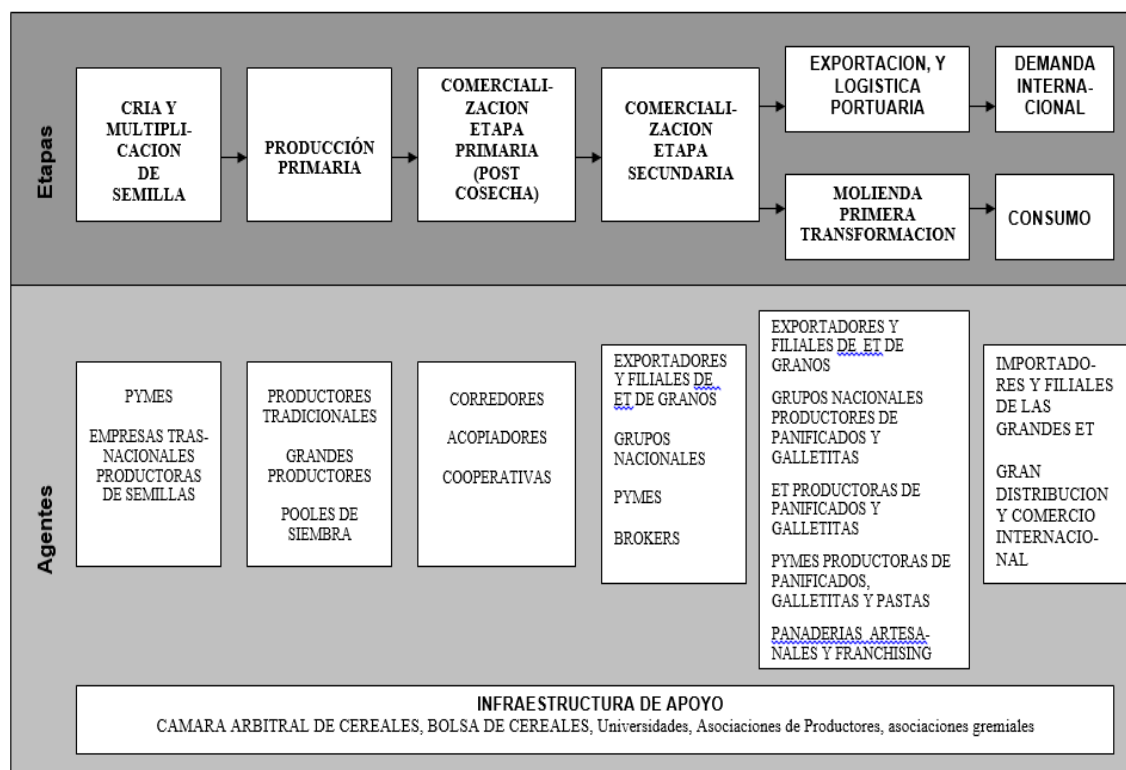 Etapas
CRIA Y
MULTIPLI-
CACION
DE
SEMILLA
PRODUCCIÓN
PRIMARIA
COMERCIALI-
ZACION
ETAPA
PRIMARIA
(POST
COSECHA)
COMERCIALI-
ZACION
ETAPA
SECUNDARIA
EXPORTACION, Y
LOGISTICA
PORTUARIA
DEMANDA
INTERNA-
CIONAL
MOLIENDA
PRIMERA
TRANSFORMACION
CONSUMO
Agentes
PYMES
EMPRESAS TRAS-
NACIONALES
PRODUCTORAS
DE SEMILLAS
PRODUCTORES
TRADICIONALES
GRANDES
PRODUCTORES
POOLES DE
SIEMBRA
CORREDORES
ACOPIADORES
COOPERATIVAS
EXPORTADORES
Y FILIALES DE
ET DE GRANOS
GRUPOS
NACIONALES
PYMES
BROKERS
EXPORTADORES Y
FILIALES DE ET DE
GRANOS
GRUPOS NACIONALES
PRODUCTORES DE
PANIFICADOS Y
GALLETITAS
ET PRODUCTORAS DE
PANIFICADOS Y
GALLETITAS
PYMES PRODUCTORAS DE
PANIFICADOS,
GALLETITAS Y PASTAS
PANADERIAS ARTESA-
NALES Y FRANCHISING
IMPORTADO-
RES Y FILIALES
DE LAS
GRANDES ET
GRAN
DISTRIBUCION
Y COMERCIO
INTERNACIO-
NAL
INFRAESTRUCTURA DE APOYO
CAMARA ARBITRAL DE CEREALES, BOLSA DE CEREALES, Universidades, Asociaciones de Productores, asociaciones gremiales